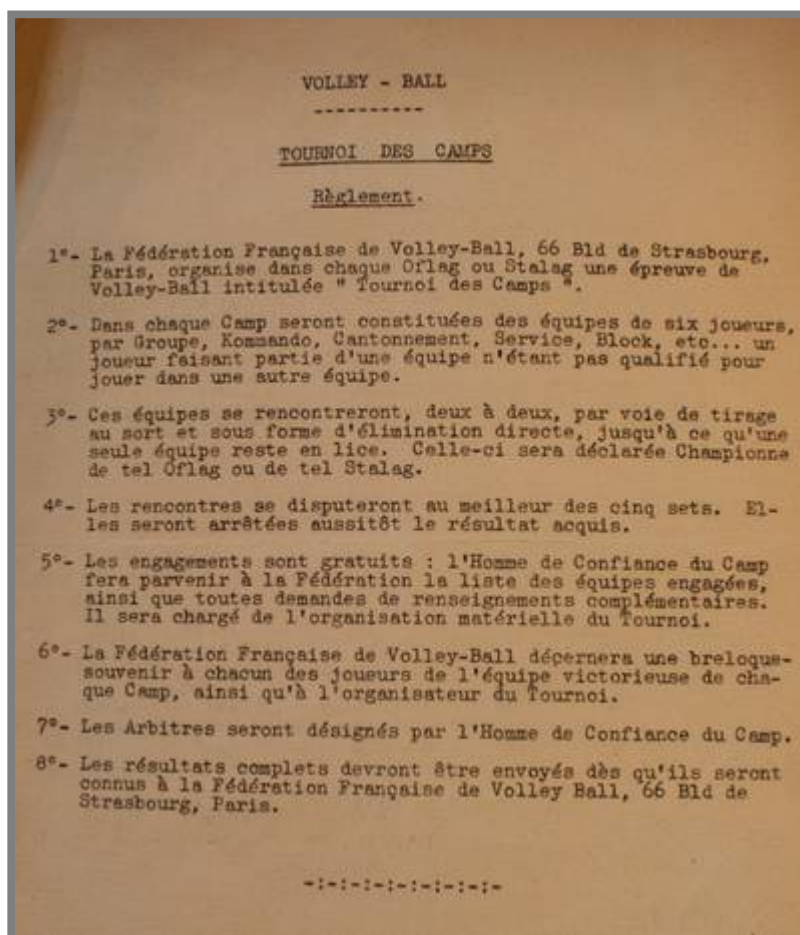 VOLLEY - BALL
----------
TOURNOI DES CAMPS
Règlement.
1°- La Fédération Française de Volley-Ball, 66 Bld de Strasbourg,
Paris, organise dans chaque Oflag ou Stalag une épreuve de
Volley-Ball intitulée " Tournoi des Camps ".
2°- Dans chaque Camp seront constituées des équipes de six joueurs,
par Groupe, Kommando, Cantonnement, Service, Block, etc... un
joueur faisant partie d'une équipe n'étant pas qualifié pour
jouer dans une autre équipe.
3°- Ces équipes se rencontreront, deux à deux, par voie de tirage
au sort et sous forme d'élimination directe, jusqu'à ce qu'une
seule équipe reste en lice. Celle-ci sera déclarée Championne
de tel Oflag ou de tel Stalag.
4°- Les rencontres se disputeront au meilleur des cinq sets. El-
les seront arrêtées aussitôt le résultat acquis.
5°- Les engagements sont gratuits : l'Homme de Confiance du Camp
fera parvenir à la Fédération la liste des équipes engagées,
ainsi que toutes demandes de renseignements complémentaires.
Il sera chargé de l'organisation matérielle du Tournoi.
6°- La Fédération Française de Volley-Ball décernera une breloque-
souvenir à chacun des joueurs de l'équipe victorieuse de cha-
que Camp, ainsi qu'à l'organisateur du Tournoi.
7°- Les Arbitres seront désignés par l'Homme de Confiance du Camp.
8°- Les résultats complets devront être envoyés dès qu'ils seront
connus à la Fédération Française de Volley Ball, 66 Bld de
Strasbourg, Paris.
-:-:-:-:-:-:-:-:-